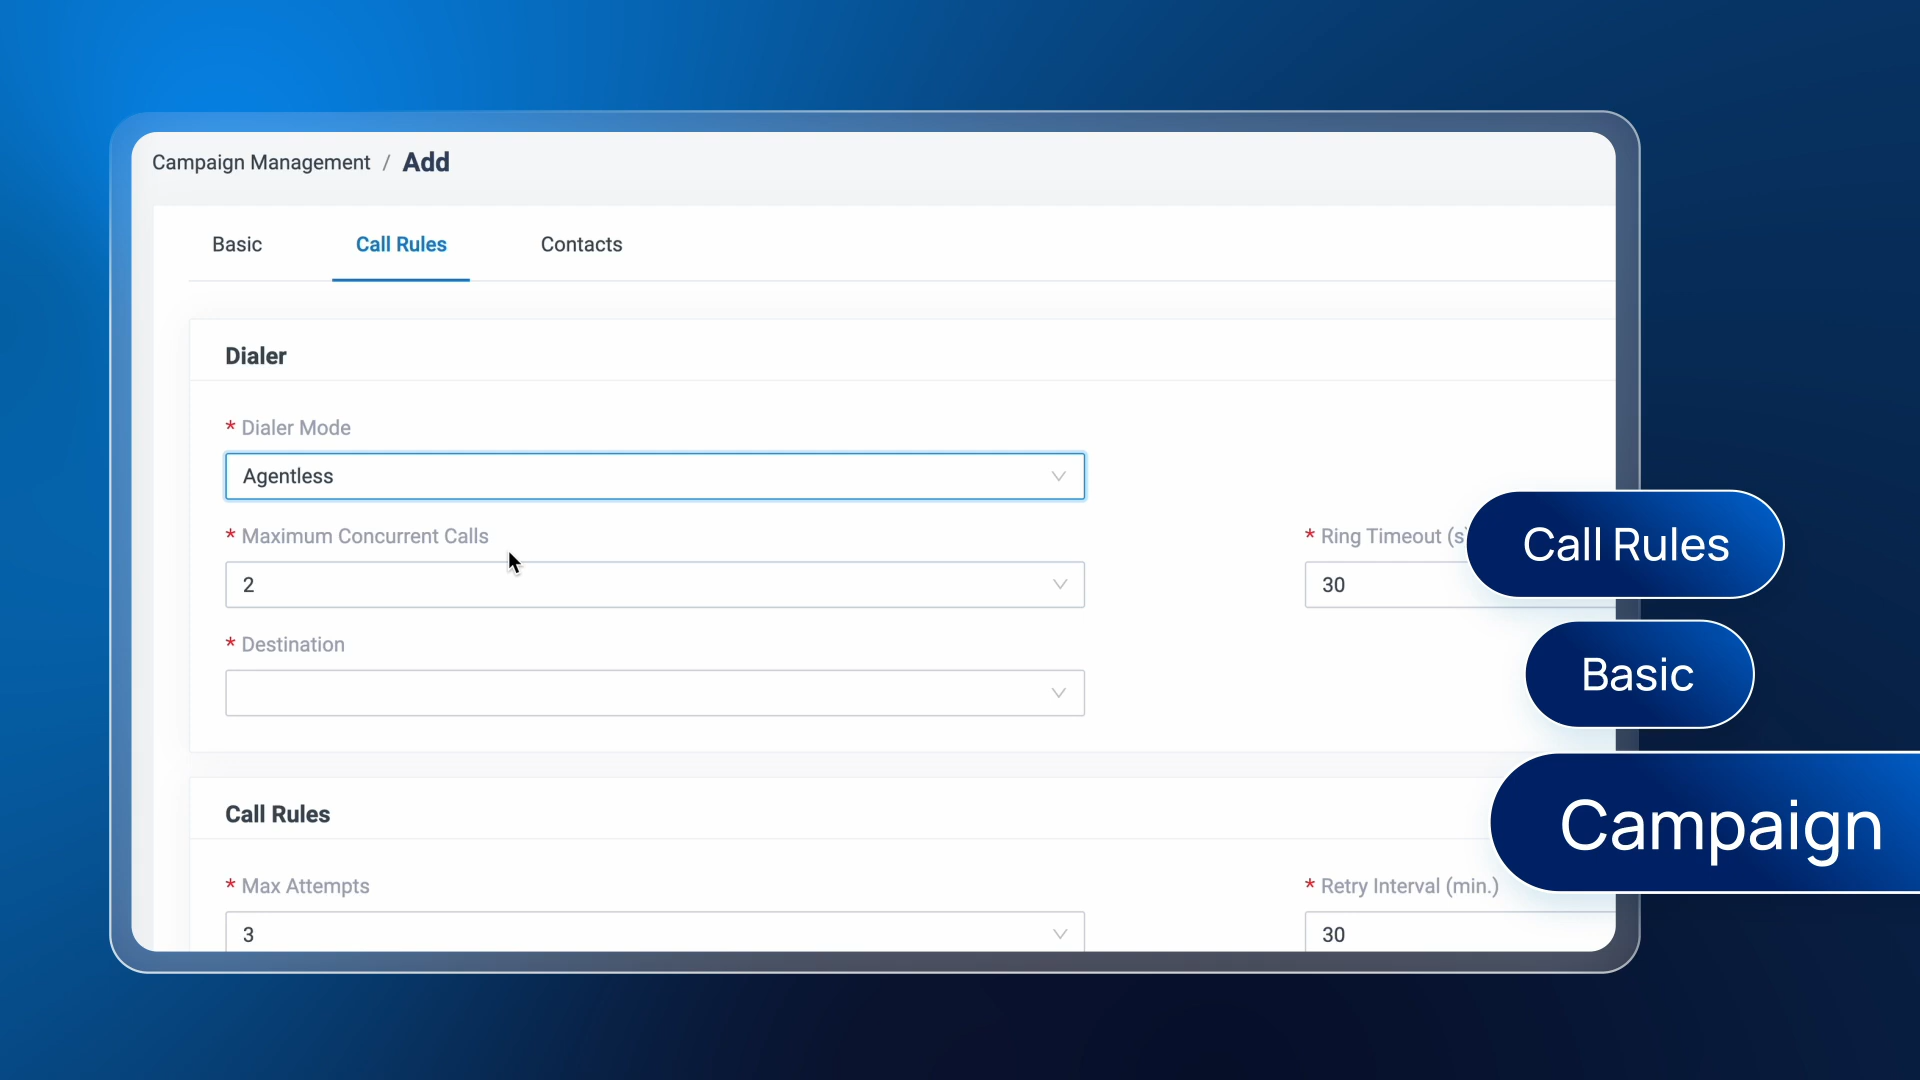 Campaign Management / Add
Basic
Call Rules
Contacts
Dialer
* Dialer Mode
Agentless
* Maximum Concurrent Calls
2
* Ring Timeout (s
30
* Destination
Call Rules
* Max Attempts
3
* Retry Interval (min.)
30
Call Rules
Basic
Campaign